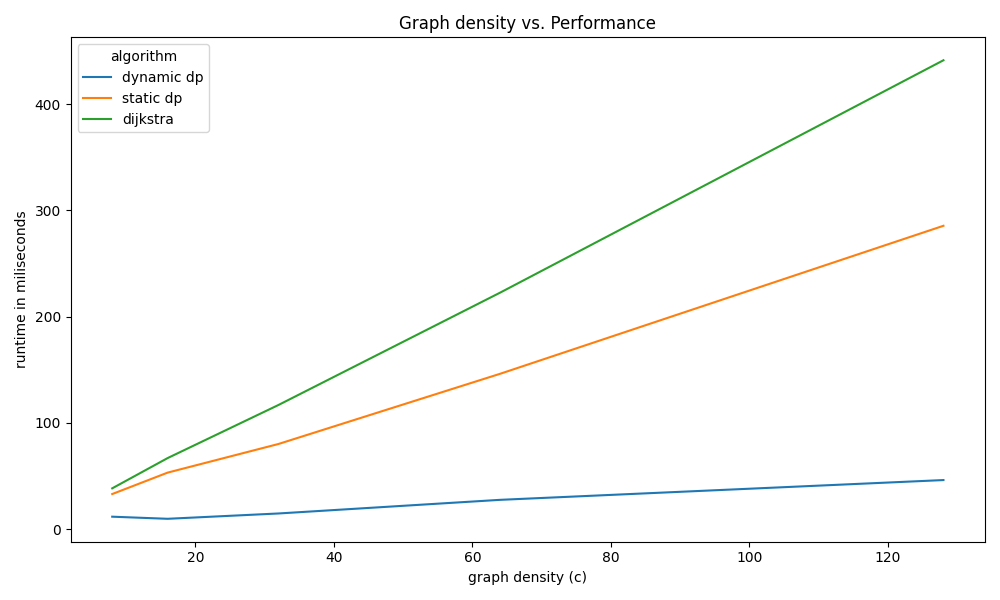 Graph density vs. Performance
algorithm
dynamic dp
static dp
dijkstra
400
300
200
100
0
runtime in miliseconds
20
40
60
80
100
120
graph density (c)